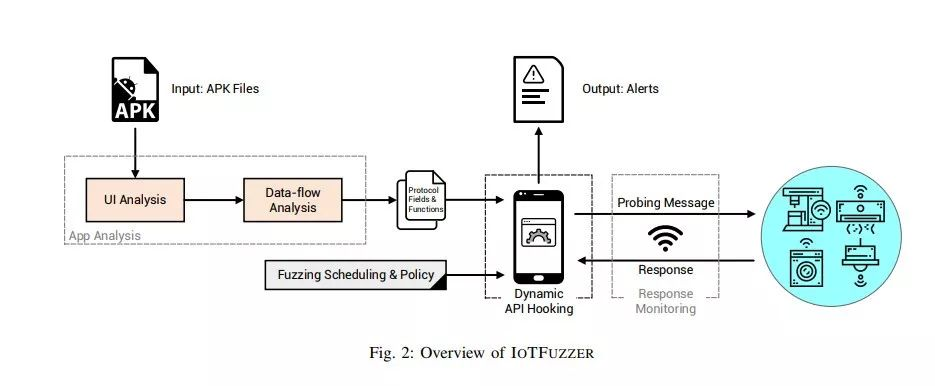 APK
Input: APK Files
Output: Alerts
UI Analysis
Data-flow
Analysis
App Analysis
Protocol
Fields &
Functions
Fuzzing Scheduling & Policy
Dynamic
API Hooking
Probing Message
Response
Response
Monitoring
Fig. 2: Overview of IOTFUZZER